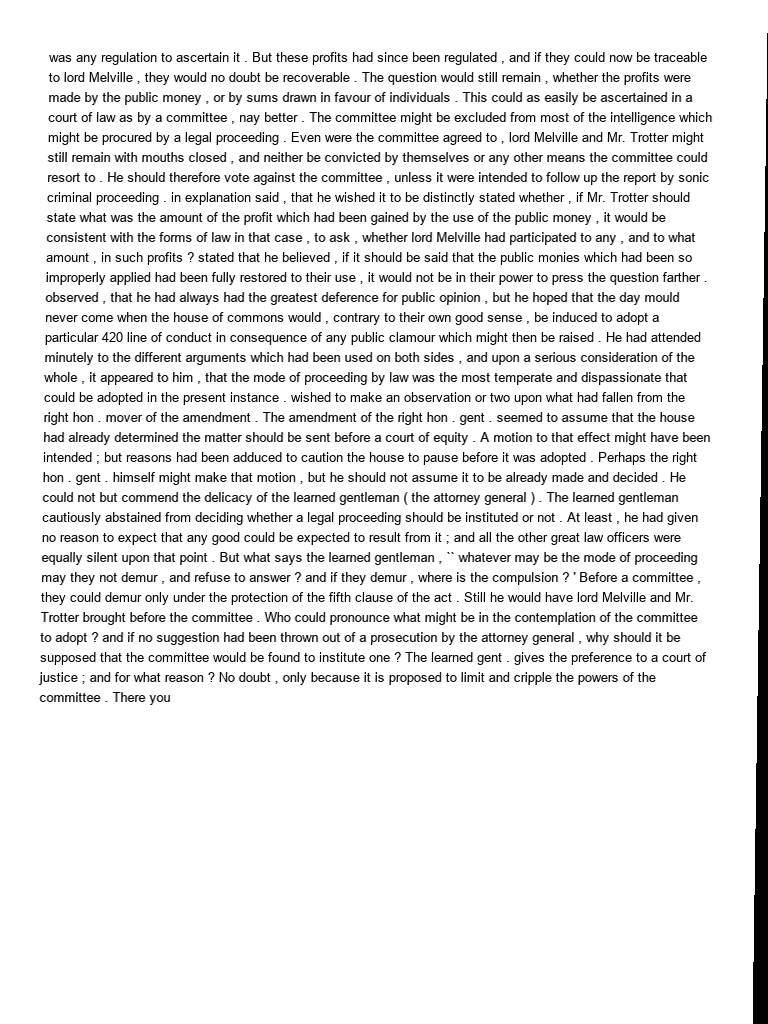 was any regulation to ascertain it . But these profits had since been regulated , and if they could now be traceable
to lord Melville , they would no doubt be recoverable . The question would still remain , whether the profits were
made by the public money , or by sums drawn in favour of individuals . This could as easily be ascertained in a
court of law as by a committee , nay better . The committee might be excluded from most of the intelligence which
might be procured by a legal proceeding . Even were the committee agreed to , lord Melville and Mr. Trotter might
still remain with mouths closed , and neither be convicted by themselves or any other means the committee could
resort to . He should therefore vote against the committee , unless it were intended to follow up the report by sonic
criminal proceeding . in explanation said , that he wished it to be distinctly stated whether , if Mr. Trotter should
state what was the amount of the profit which had been gained by the use of the public money , it would be
consistent with the forms of law in that case , to ask , whether lord Melville had participated to any , and to what
amount , in such profits ? stated that he believed , if it should be said that the public monies which had been so
improperly applied had been fully restored to their use , it would not be in their power to press the question farther .
observed , that he had always had the greatest deference for public opinion , but he hoped that the day mould
never come when the house of commons would , contrary to their own good sense , be induced to adopt a
particular 420 line of conduct in consequence of any public clamour which might then be raised . He had attended
minutely to the different arguments which had been used on both sides , and upon a serious consideration of the
whole , it appeared to him , that the mode of proceeding by law was the most temperate and dispassionate that
could be adopted in the present instance . wished to make an observation or two upon what had fallen from the
right hon . mover of the amendment . The amendment of the right hon . gent . seemed to assume that the house
had already determined the matter should be sent before a court of equity . A motion to that effect might have been
intended ; but reasons had been adduced to caution the house to pause before it was adopted . Perhaps the right
hon . gent . himself might make that motion , but he should not assume it to be already made and decided . He
could not but commend the delicacy of the learned gentleman ( the attorney general ) . The learned gentleman
cautiously abstained from deciding whether a legal proceeding should be instituted or not . At least , he had given
no reason to expect that any good could be expected to result from it ; and all the other great law officers were
equally silent upon that point . But what says the learned gentleman , `` whatever may be the mode of proceeding
may they not demur , and refuse to answer ? and if they demur , where is the compulsion ? ' Before a committee ,
they could demur only under the protection of the fifth clause of the act . Still he would have lord Melville and Mr.
Trotter brought before the committee . Who could pronounce what might be in the contemplation of the committee
to adopt ? and if no suggestion had been thrown out of a prosecution by the attorney general , why should it be
supposed that the committee would be found to institute one ? The learned gent . gives the preference to a court of
justice ; and for what reason ? No doubt , only because it is proposed to limit and cripple the powers of the
committee . There you